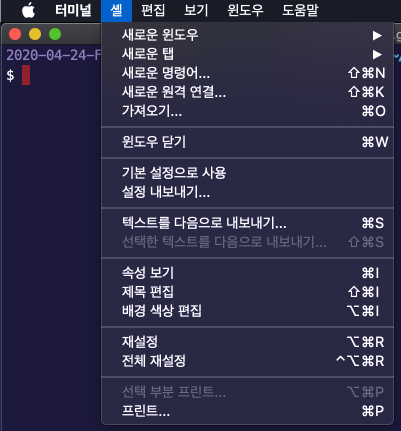 터미널 셸 편집 보기 윈도우 도움말
새로운 윈도우 ▶
새로운 탭 ▶
새로운 명령어... ⇧⌘N
새로운 원격 연결... ⇧⌘K
가져오기... ⌘O
윈도우 닫기 ⌘W
기본 설정으로 사용
설정 내보내기...
텍스트를 다음으로 내보내기... ⌘S
선택한 텍스트를 다음으로 내보내기... ⇧⌘S
속성 보기 ⌘I
제목 편집 ⇧⌘I
배경 색상 편집 ⌥⌘I
재설정 ⌥⌘R
전체 재설정 ^⌥⌘R
선택 부분 프린트... ⌥⌘P
프린트... ⌘P
2020-04-24-F
$